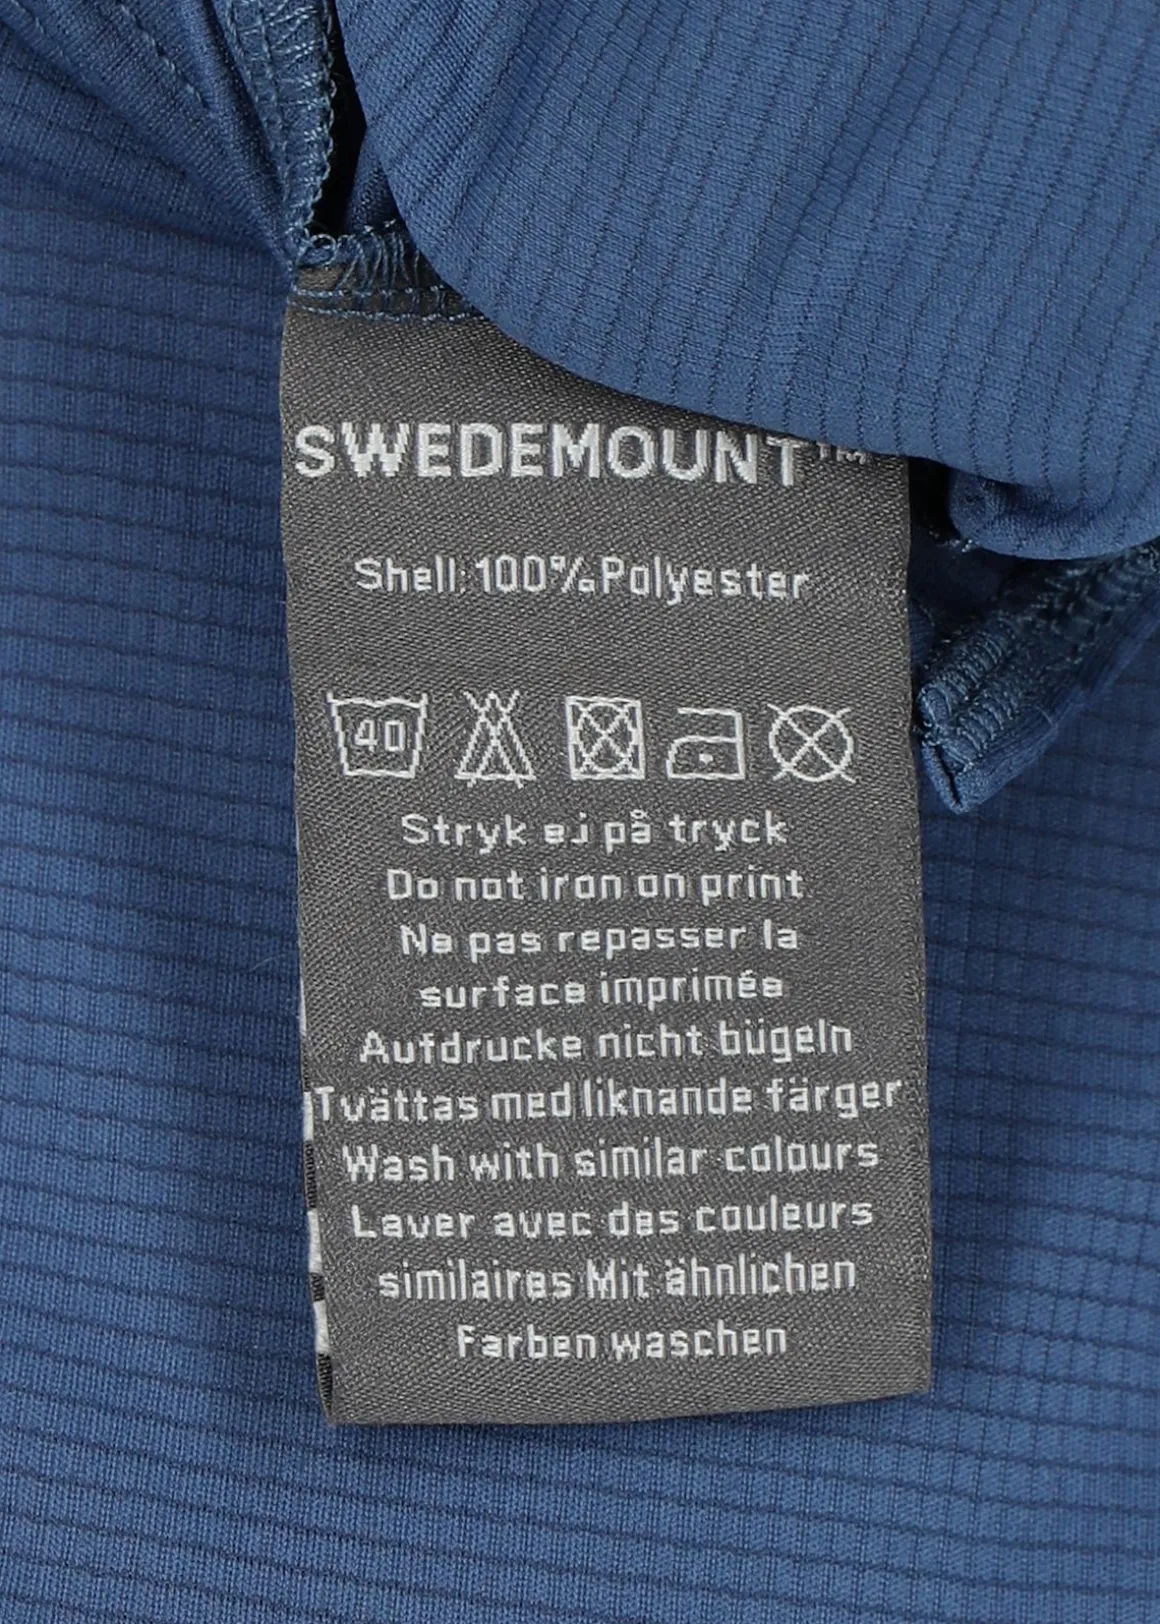 SWEDEMOUNT™
Shell: 100% Polyester
40
Stryk ej på tryck
Do not iron on print
Ne pas repasser la
surface imprimée
Aufdrucke nicht bügeln
Tvättas med liknande färger
Wash with similar colours
Laver avec des couleurs
similaires Mit ähnlichen
Farben waschen